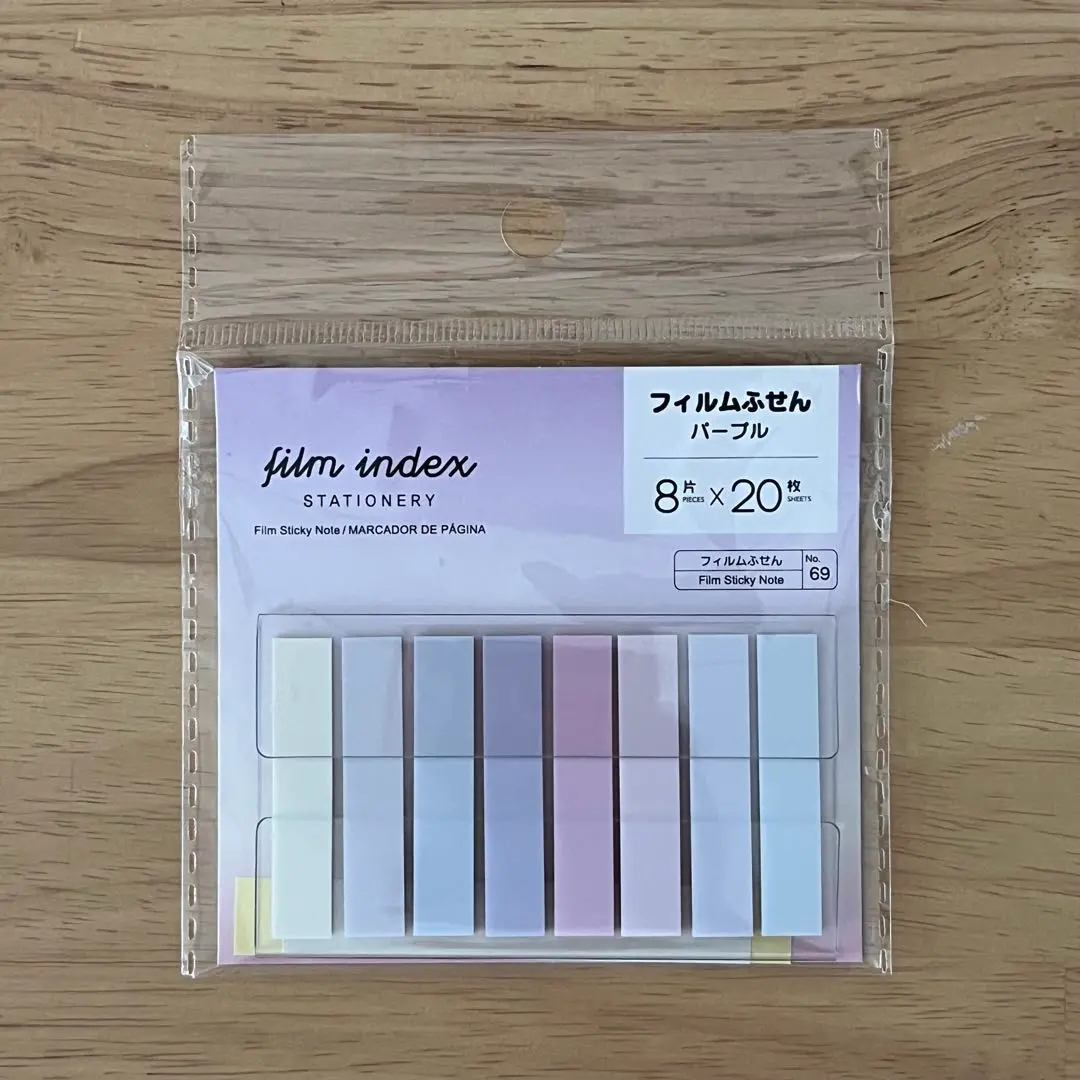 film index
STATIONERY
Film Sticky Note / MARCADOR DE PÁGINA
フィルムふせん
パープル
8片 PIECES X 20枚 SHEETS
フィルムふせん
Film Sticky Note
No.
69